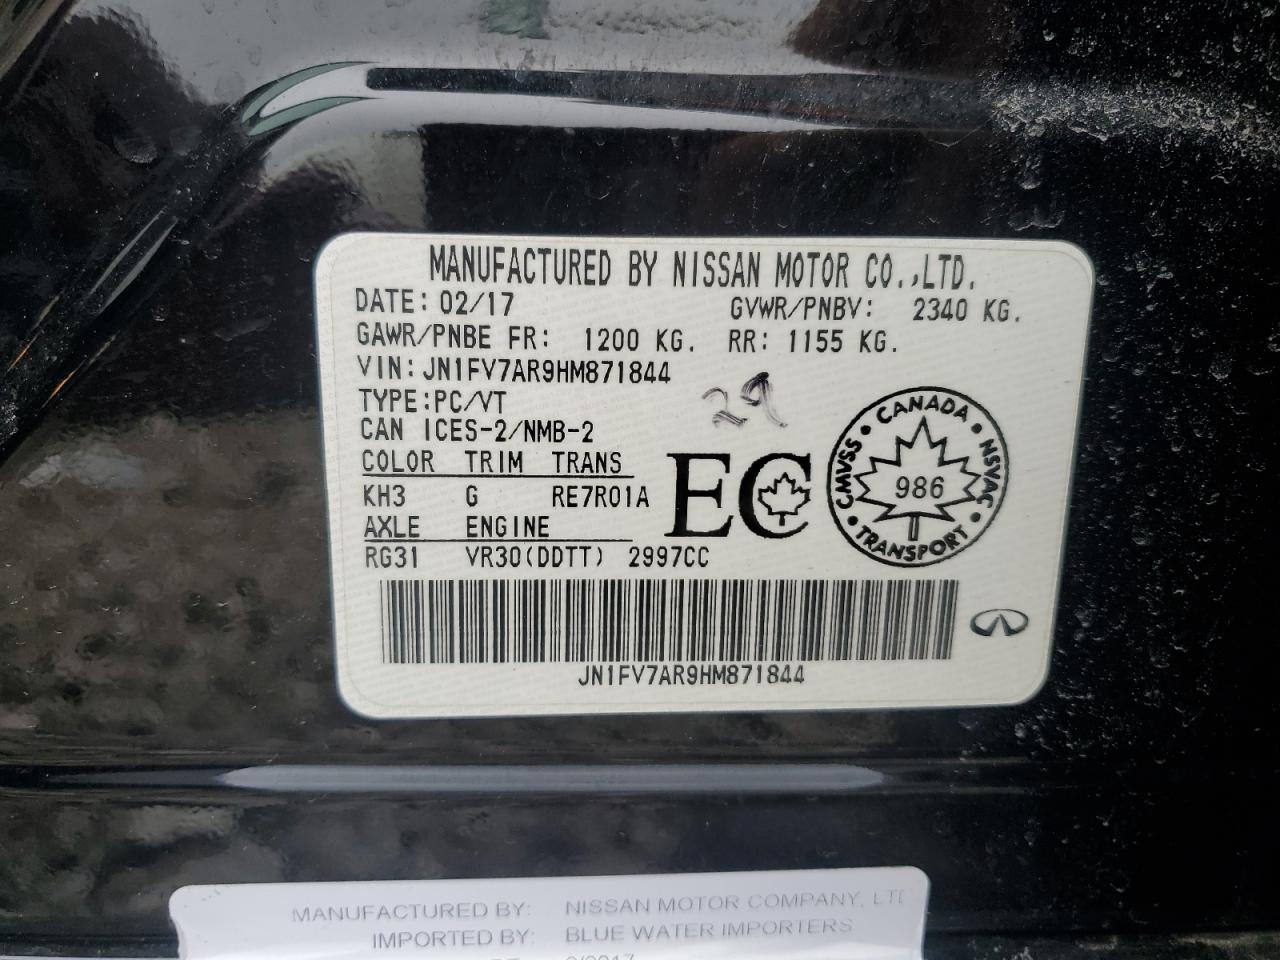 MANUFACTURED BY NISSAN MOTOR CO.,LTD.
DATE: 02/17 GVWR/PNBV: 2340 KG.
GAWR/PNBE FR: 1200 KG. RR: 1155 KG.
VIN: JN1FV7AR9HM871844
TYPE:PC/VT
29
CAN ICES-2/NMB-2
COLOR TRIM TRANS
KH3 G RE7R01A
AXLE ENGINE
RG31 VR30(DDTT) 2997CC
EC
CANADA
CMVSS NSVAC
986
TRANSPORT
JN1FV7AR9HM871844
MANUFACTURED BY: NISSAN MOTOR COMPANY, LTD
IMPORTED BY: BLUE WATER IMPORTERS